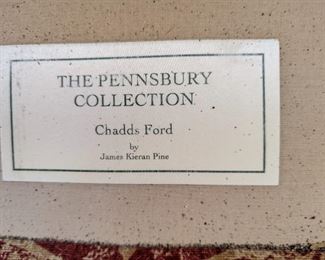 THE PENNSBURY
COLLECTION
Chadds Ford
by
James Kieran Pine